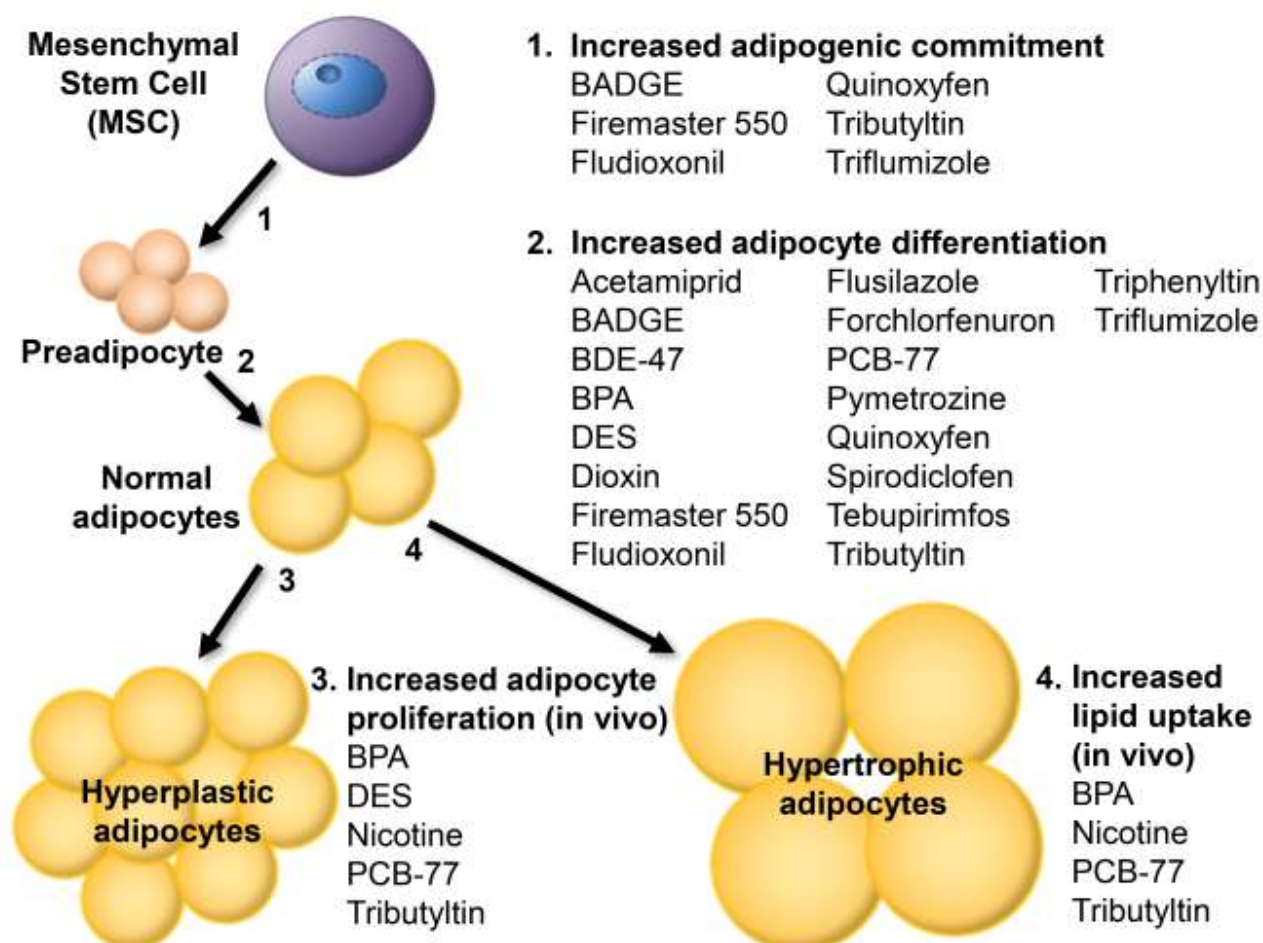 Mesenchymal
Stem Cell
(MSC)
1
Preadipocyte
2
Normal
adipocytes
3
4
1. Increased adipogenic commitment
BADGE Quinoxyfen
Firemaster 550 Tributyltin
Fludioxonil Triflumizole
2. Increased adipocyte differentiation
Acetamiprid Flusilazole Triphenyltin
BADGE Forchlorfenuron Triflumizole
BDE-47 PCB-77
BPA Pymetrozine
DES Quinoxyfen
Dioxin Spirodiclofen
Firemaster 550 Tebupirimfos
Fludioxonil Tributyltin
Hyperplastic
adipocytes
3. Increased adipocyte
proliferation (in vivo)
BPA
DES
Nicotine
PCB-77
Tributyltin
Hypertrophic
adipocytes
4. Increased
lipid uptake
(in vivo)
BPA
Nicotine
PCB-77
Tributyltin